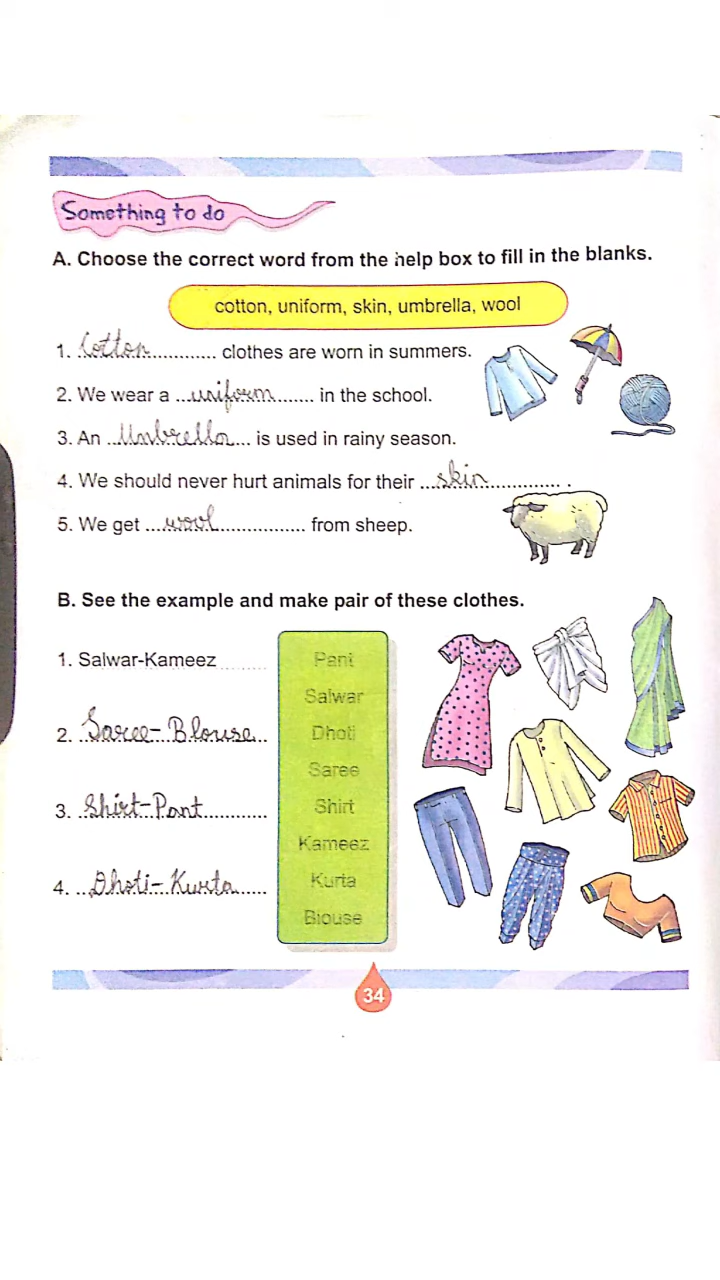 Something to do
A. Choose the correct word from the help box to fill in the blanks.
cotton, uniform, skin, umbrella, wool
1. Cotton............ clothes are worn in summers.
2. We wear a ...uniform....... in the school.
3. An ..Umbrella.... is used in rainy season.
4. We should never hurt animals for their ...skin.............. .
5. We get ...wool................. from sheep.
B. See the example and make pair of these clothes.
1. Salwar-Kameez ........
Pant
Salwar
2. .Saree-Blouse..
Dhoti
Saree
3. .Shirt-Pant............
Shirt
Kameez
4. ..Dhoti-Kurta......
Kurta
Blouse
34